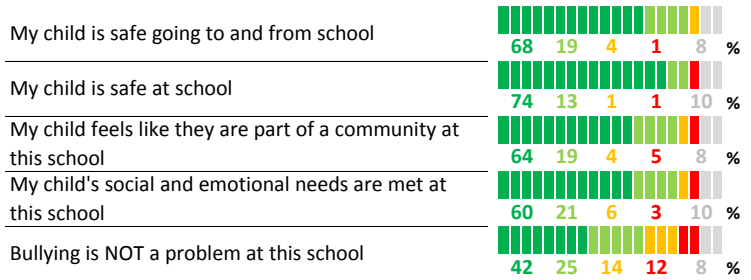 My child is safe going to and from school
68 19 4 1 8 %
My child is safe at school
74 13 1 1 10 %
My child feels like they are part of a community at
this school
64 19 4 5 8 %
My child's social and emotional needs are met at
this school
60 21 6 3 10 %
Bullying is NOT a problem at this school
42 25 14 12 8 %